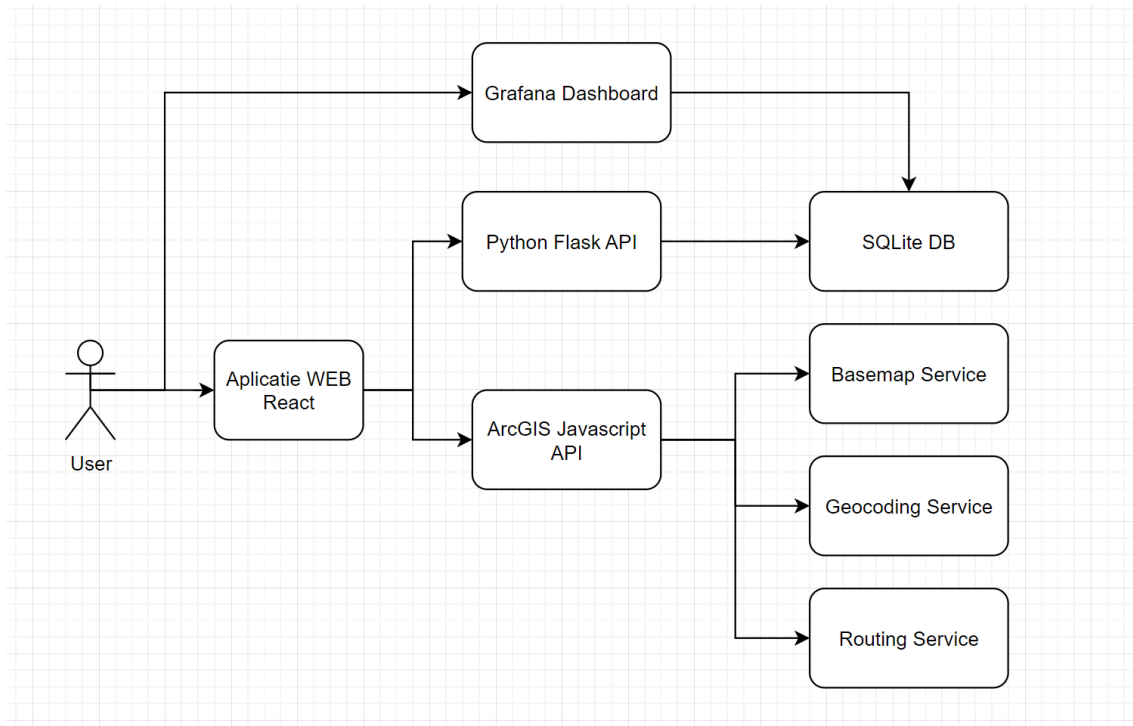 Grafana Dashboard
Python Flask API
SQLite DB
Aplicatie WEB
React
ArcGIS Javascript
API
Basemap Service
User
Geocoding Service
Routing Service